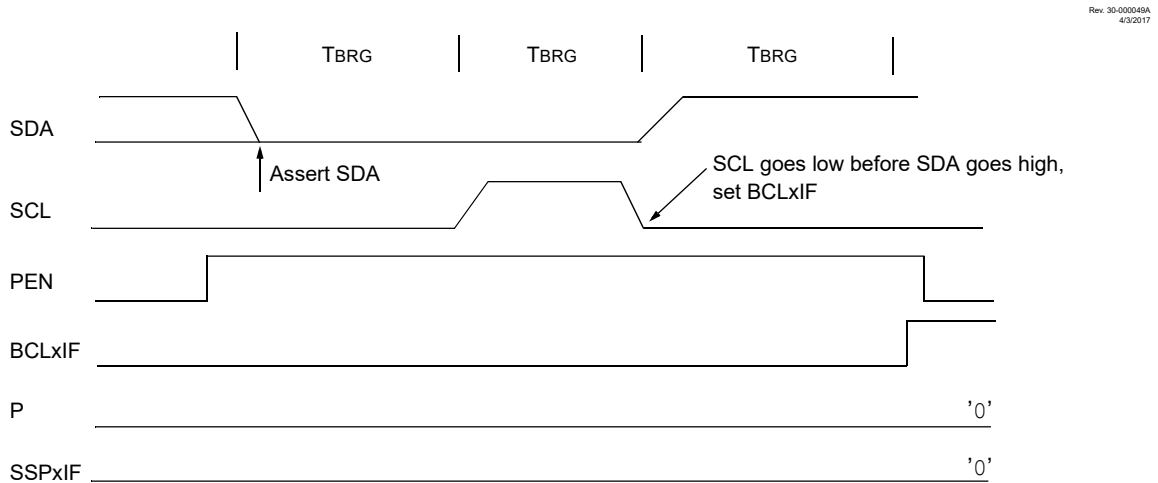 Rev. 30-000049A
4/3/2017
TBRG TBRG TBRG
SDA
Assert SDA
SCL goes low before SDA goes high,
set BCLxIF
SCL
PEN
BCLxIF
P '0'
SSPxIF '0'